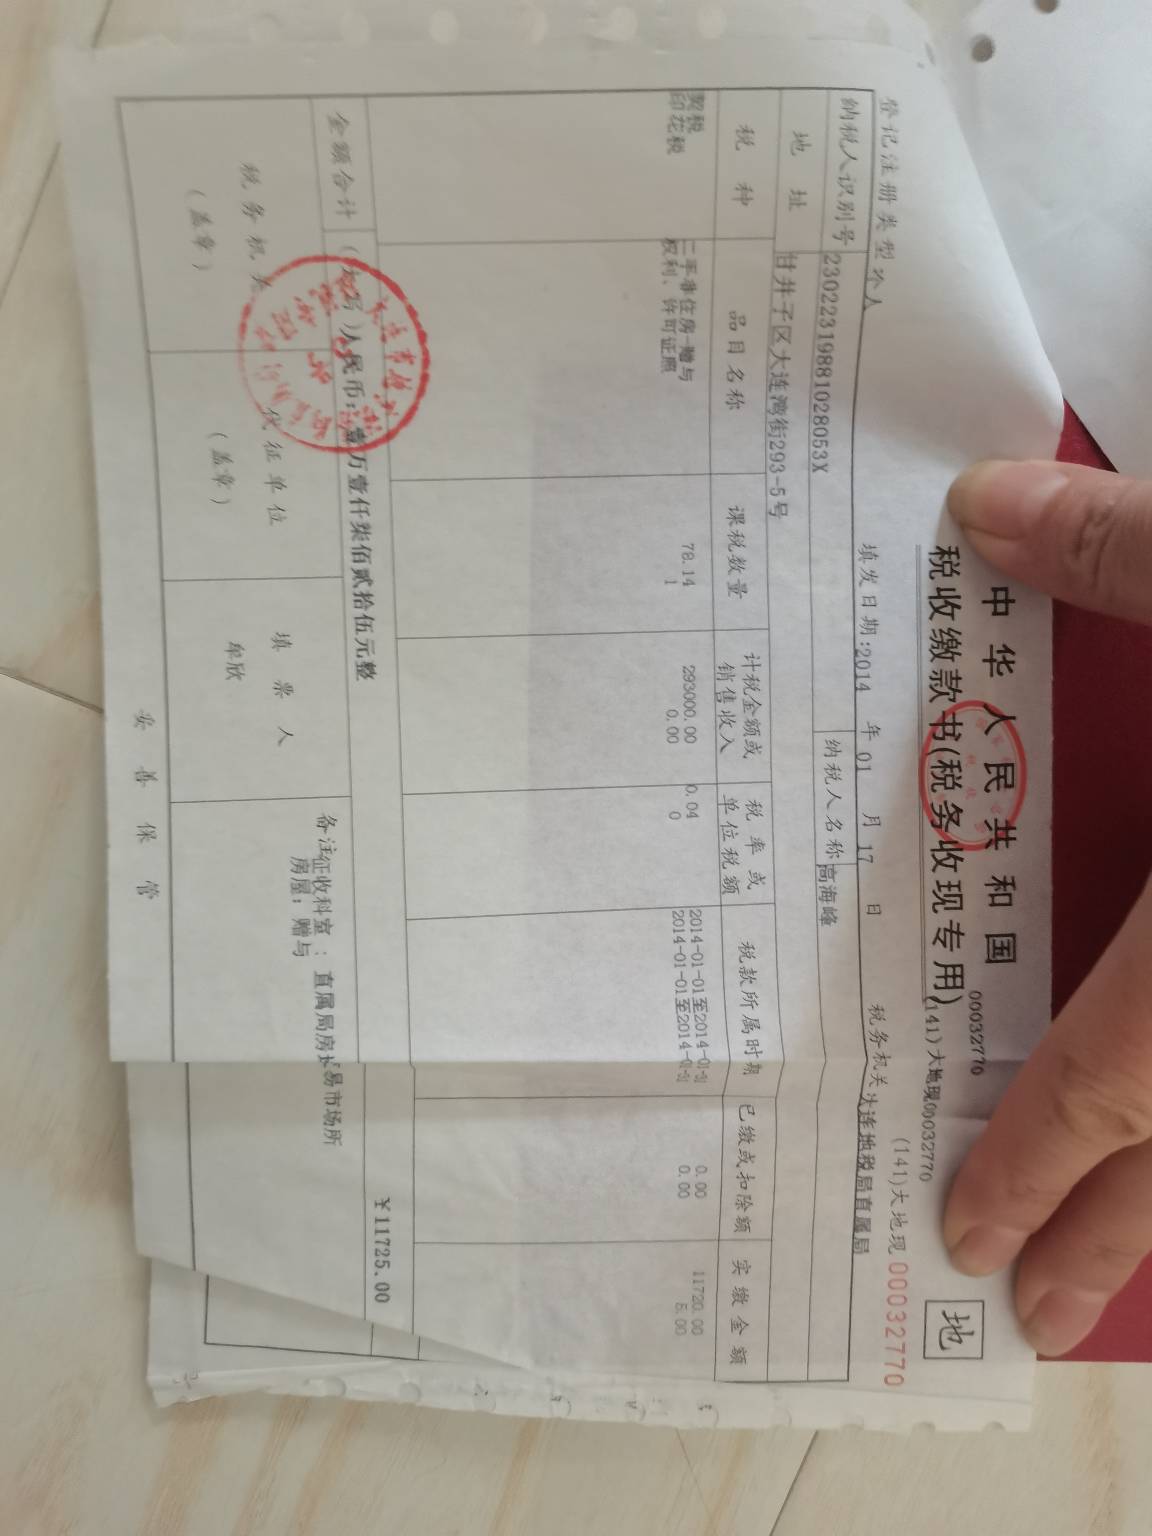 中华人民共和国
税收缴款书(税务收现专用)
00032770
(141)大地现00032770
地
(141)大地现 00032770
登记注册类型 个人
填发日期:2014 年 01 月 17 日
税务机关 大连地税局直属局
纳税人识别号 23022319881028053X
纳税人名称 高海峰
地址 甘井子区大连湾街293-5号
税种 品目名称 课税数量 计税金额或销售收入 税率或单位税额 税款所属时期 已缴或扣除额 实缴金额
契税 二手非住房-赠与 78.14 293000.00 0.04 2014-01-01至2014-01-31 0.00 11720.00
印花税 权利、许可证照 1 0.00 0 2014-01-01至2014-01-31 0.00 5.00
金额合计 (大写)人民币:壹万壹仟柒佰贰拾伍元整 ¥11725.00
税务机关
(盖章)
代征单位
(盖章)
填票人
牟欣
备注 征收科室: 直属局房 易市场所
房屋: 赠与
妥善保管